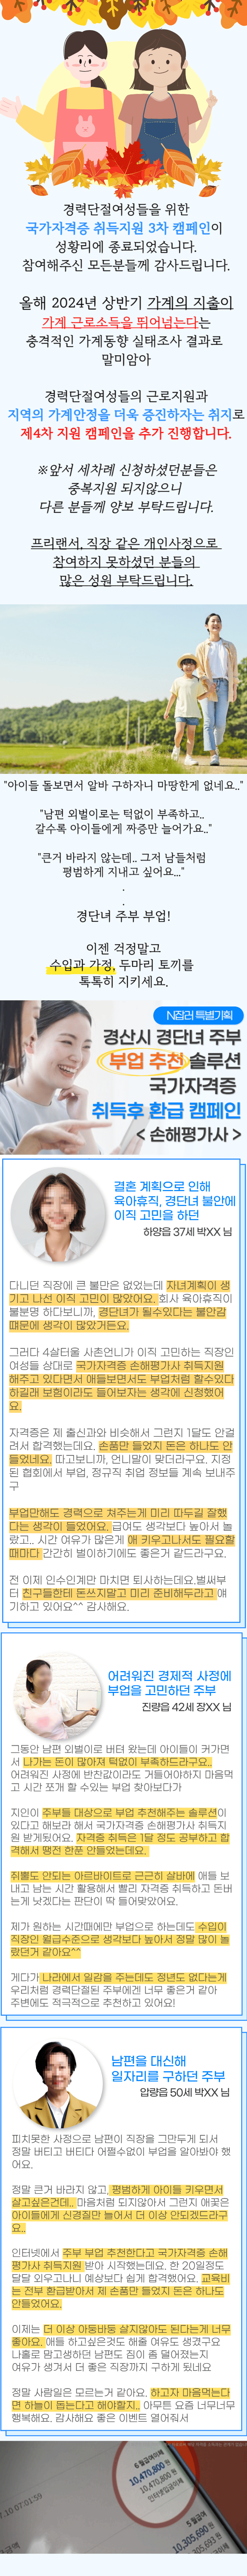 경력단절여성들을 위한
국가자격증 취득지원 3차 캠페인이
성황리에 종료되었습니다.
참여해주신 모든분들께 감사드립니다.
올해 2024년 상반기 가계의 지출이
가계 근로소득을 뛰어넘는다는
충격적인 가계동향 실태조사 결과로
말미암아
경력단절여성들의 근로지원과
지역의 가계안정을 더욱 증진하자는 취지로
제4차 지원 캠페인을 추가 진행합니다.
※앞서 세차례 신청하셨던분들은
중복지원 되지않으니
다른 분들께 양보 부탁드립니다.
프리랜서, 직장 같은 개인사정으로
참여하지 못하셨던 분들의
많은 성원 부탁드립니다.
"아이들 돌보면서 알바 구하자니 마땅한게 없네요.."
"남편 외벌이로는 턱없이 부족하고..
갈수록 아이들에게 짜증만 늘어가요.."
"큰거 바라지 않는데.. 그저 남들처럼
평범하게 지내고 싶어요..."
.
.
경단녀 주부 부업!
이젠 걱정말고
수입과 가정, 두마리 토끼를
톡톡히 지키세요.
N잡러 특별기획
경산시 경단녀 주부
부업 추천 솔루션
국가자격증
취득후 환급 캠페인
< 손해평가사 >
결혼 계획으로 인해
육아휴직, 경단녀 불안에
이직 고민을 하던
하양읍 37세 박XX 님
다니던 직장에 큰 불만은 없었는데 자녀계획이 생
기고 나선 이직 고민이 많았어요. 회사 육아휴직이
불분명 하다보니까, 경단녀가 될수있다는 불안감
때문에 생각이 많았거든요.
그러다 4살터울 사촌언니가 이직 고민하는 직장인
여성들 상대로 국가자격증 손해평가사 취득지원
해주고 있다면서 애들보면서도 부업처럼 할수있다
하길래 보험이라도 들어보자는 생각에 신청했어
요.
자격증은 제 출신과와 비슷해서 그런지 1달도 안걸
려서 합격했는데요. 손품만 들었지 돈은 하나도 안
들었네요. 따고보니까, 언니말이 맞더라구요. 지정
된 협회에서 부업, 정규직 취업 정보들 계속 보내주
구
부업만해도 경력으로 쳐주는게 미리 따두길 잘했
다는 생각이 들었어요. 급여도 생각보다 높아서 놀
랐고.. 시간 여유가 많은게 애 키우고나서도 필요할
때마다 간간히 벌이하기에도 좋은거 같드라구요.
전 이제 인수인계만 마치면 퇴사하는데요.벌써부
터 친구들한테 돈쓰지말고 미리 준비해두라고 얘
기하고 있어요^^ 감사해요.
어려워진 경제적 사정에
부업을 고민하던 주부
진량읍 42세 장XX 님
그동안 남편 외벌이로 버텨 왔는데 아이들이 커가면
서 나가는 돈이 많아져 턱없이 부족하드라구요..
어려워진 사정에 반찬값이라도 거들어야하지 마음먹
고 시간 쪼개 할 수있는 부업 찾아보다가
지인이 주부들 대상으로 부업 추천해주는 솔루션이
있다고 해보라 해서 국가자격증 손해평가사 취득지
원 받게됬어요. 자격증 취득은 1달 정도 공부하고 합
격해서 땡전 한푼 안들었는데요.
쥐뿔도 안되는 아르바이트로 근근히 살바에 애들 보
내고 남는 시간 활용해서 빨리 자격증 취득하고 돈버
는게 낫겠다는 판단이 딱 들어맞았어요.
제가 원하는 시간때에만 부업으로 하는데도 수입이
직장인 월급수준으로 생각보다 높아서 정말 많이 놀
랐던거 같아요^^
게다가 나라에서 일감을 주는데도 정년도 없다는게
우리처럼 경력단절된 주부에겐 너무 좋은거 같아
주변에도 적극적으로 추천하고 있어요!
남편을 대신해
일자리를 구하던 주부
압량읍 50세 박XX 님
피치못한 사정으로 남편이 직장을 그만두게 되서
정말 버티고 버티다 어쩔수없이 부업을 알아봐야 했
어요.
정말 큰거 바라지 않고, 평범하게 아이들 키우면서
살고싶은건데.. 마음처럼 되지않아서 그런지 애꿎은
아이들에게 신경질만 늘어서 더 이상 안되겠드라구
요..
인터넷에서 주부 부업 추천한다고 국가자격증 손해
평가사 취득지원 받아 시작했는데요. 한 20일정도
달달 외우고나니 예상보다 쉽게 합격했어요. 교육비
는 전부 환급받아서 제 손품만 들었지 돈은 하나도
안들었어요.
이제는 더 이상 아둥바둥 살지않아도 된다는게 너무
좋아요. 애들 하고싶은것도 해줄 여유도 생겼구요
나홀로 맘고생하던 남편도 짐이 좀 덜어졌는지
여유가 생겨서 더 좋은 직장까지 구하게 됬네요
정말 사람일은 모르는거 같아요. 하고자 마음먹는다
면 하늘이 돕는다고 해야할지.. 아무튼 요즘 너무너무
행복해요. 감사해요 좋은 이벤트 열어줘서
6월급여이체
10,470,800 원
10,470,800 원
인터넷입금이체
7.10 07:01:59
5월급여
10,305,690 원
10,305,693 원
금액